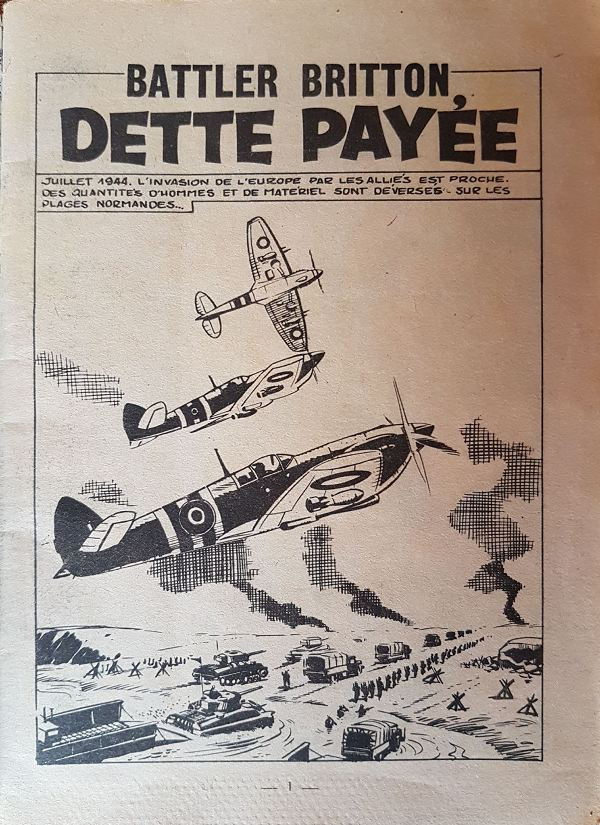 BATTLER BRITTON,
DETTE PAYÉE
JUILLET 1944. L'INVASION DE L'EUROPE PAR LES ALLIÉS EST PROCHE.
DES QUANTITÉS D'HOMMES ET DE MATÉRIEL SONT DÉVERSÉS SUR LES
PLAGES NORMANDES...
— 1 —